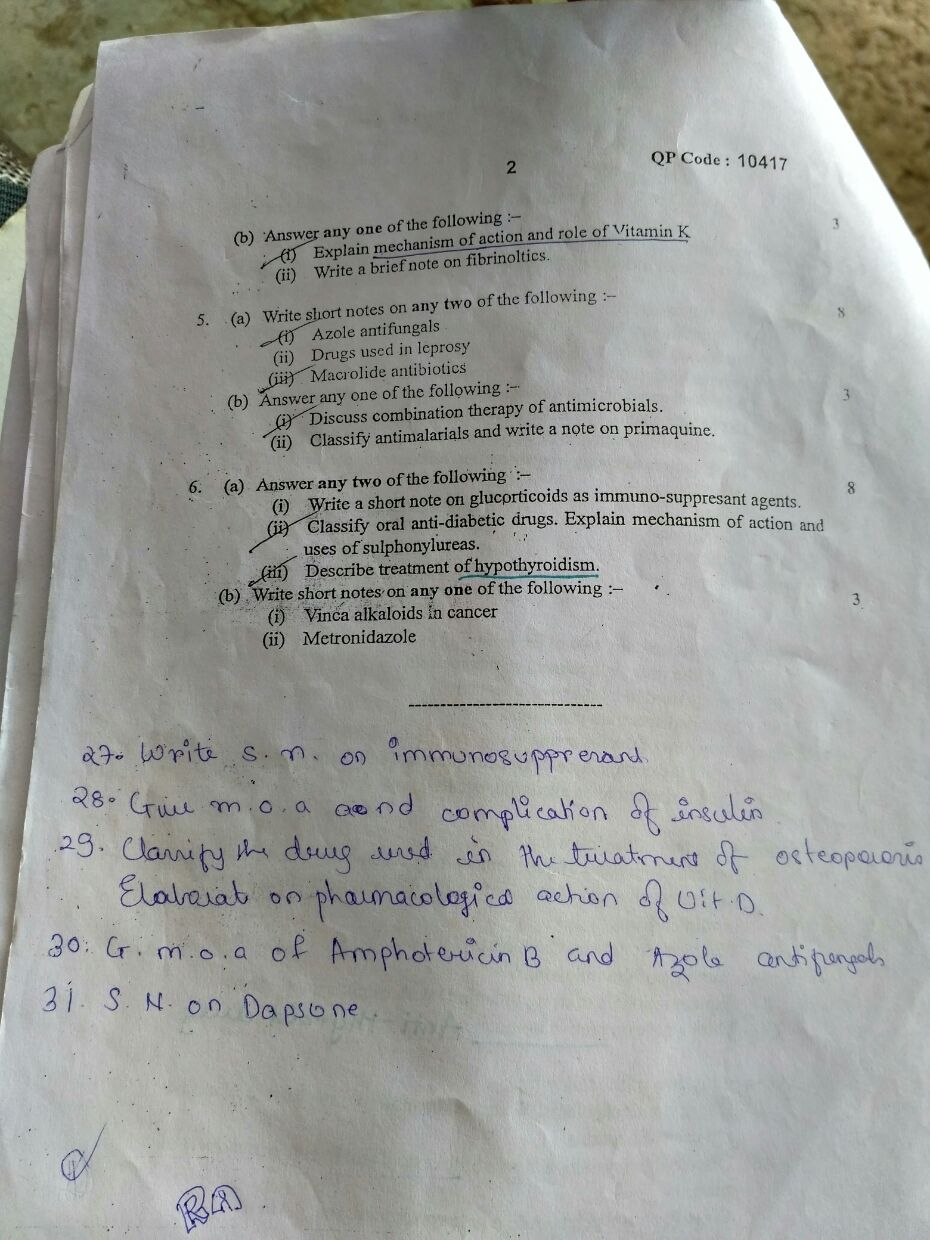 2
QP Code : 10417
(b) Answer any one of the following :– 3
(i) Explain mechanism of action and role of Vitamin K
(ii) Write a brief note on fibrinoltics.
5. (a) Write short notes on any two of the following :– 8
(i) Azole antifungals
(ii) Drugs used in leprosy
(iii) Macrolide antibiotics
(b) Answer any one of the following :– 3
(i) Discuss combination therapy of antimicrobials.
(ii) Classify antimalarials and write a note on primaquine.
6. (a) Answer any two of the following :– 8
(i) Write a short note on glucorticoids as immuno-suppresant agents.
(ii) Classify oral anti-diabetic drugs. Explain mechanism of action and
uses of sulphonylureas.
(iii) Describe treatment of hypothyroidism.
(b) Write short notes on any one of the following :– 3
(i) Vinca alkaloids in cancer
(ii) Metronidazole
27. Write s. n. on immunosupprerant
28. Give m.o.a and complication of insulin
29. Classify the drug used in the treatment of osteoporosis
Elaborate on pharmacological action of Vit.D.
30. G. m.o.a of Amphotericin B and Azole antifungals
31. S. N. on Dapsone